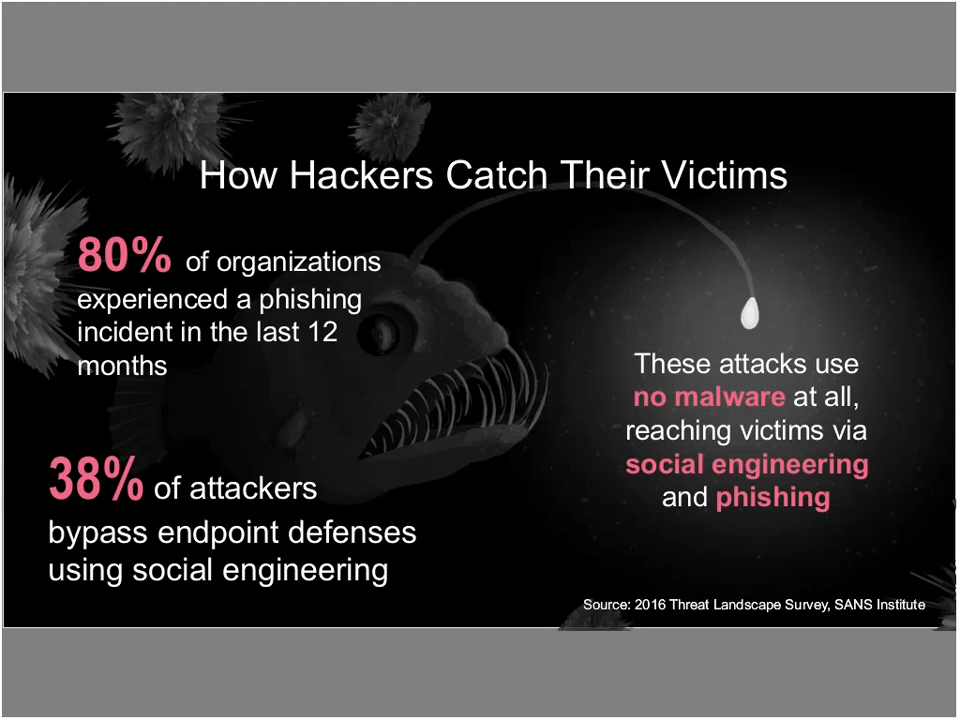 How Hackers Catch Their Victims
80% of organizations
experienced a phishing
incident in the last 12
months
38% of attackers
bypass endpoint defenses
using social engineering
These attacks use
no malware at all,
reaching victims via
social engineering
and phishing
Source: 2016 Threat Landscape Survey, SANS Institute